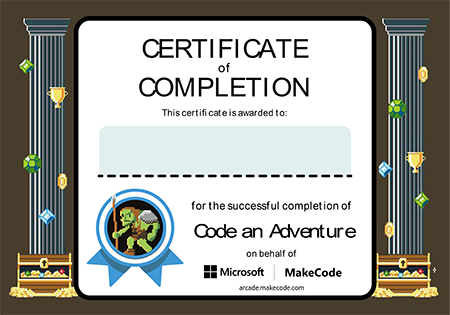 CERTIFICATE
of
COMPLETION
This certificate is awarded to:
for the successful completion of
Code an Adventure
on behalf of
Microsoft | MakeCode
arcade.makecode.com